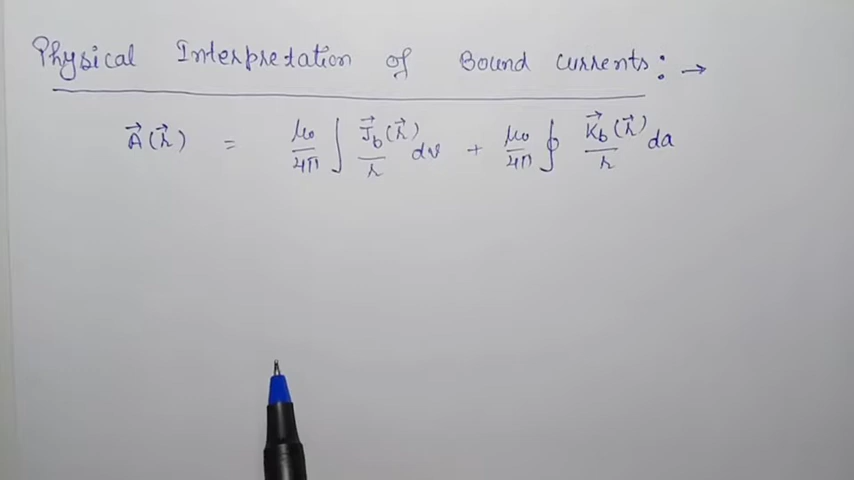 Physical Interpretation of Bound currents : →
A⃗(r⃗) = μ₀/4π ∫ J⃗_b(r⃗)/r dv + μ₀/4π ∮ K⃗_b(r⃗)/r da